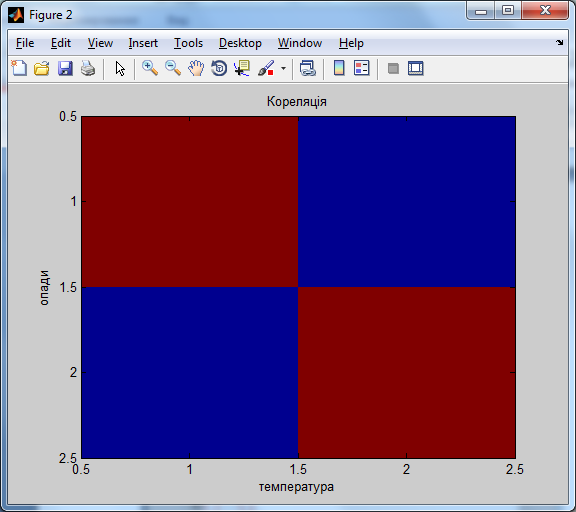 Figure 2
File Edit View Insert Tools Desktop Window Help
Кореляція
0.5
1
1.5
2
2.5
опади
0.5 1 1.5 2 2.5
температура